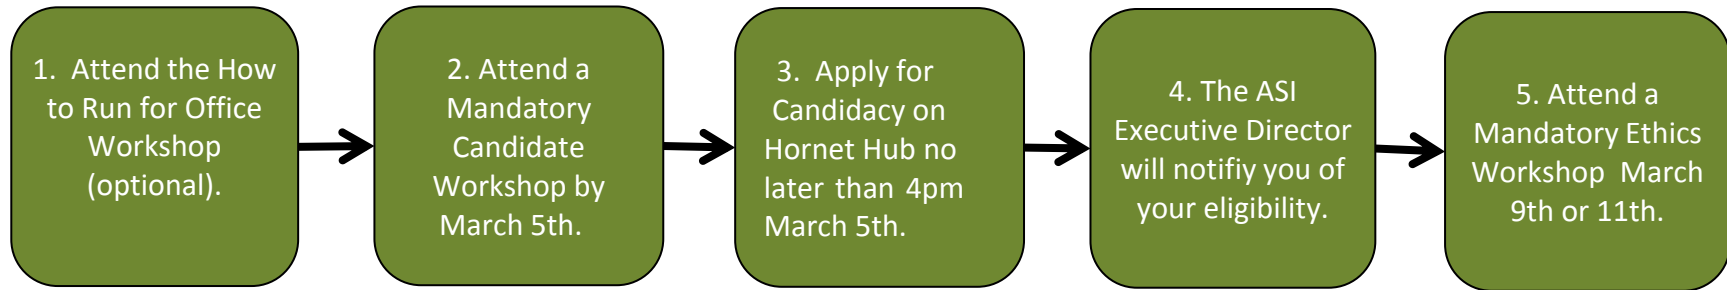 1. Attend the How
to Run for Office
Workshop
(optional).
2. Attend a
Mandatory
Candidate
Workshop by
March 5th.
3. Apply for
Candidacy on
Hornet Hub no
later than 4pm
March 5th.
4. The ASI
Executive Director
will notifiy you of
your eligibility.
5. Attend a
Mandatory Ethics
Workshop March
9th or 11th.